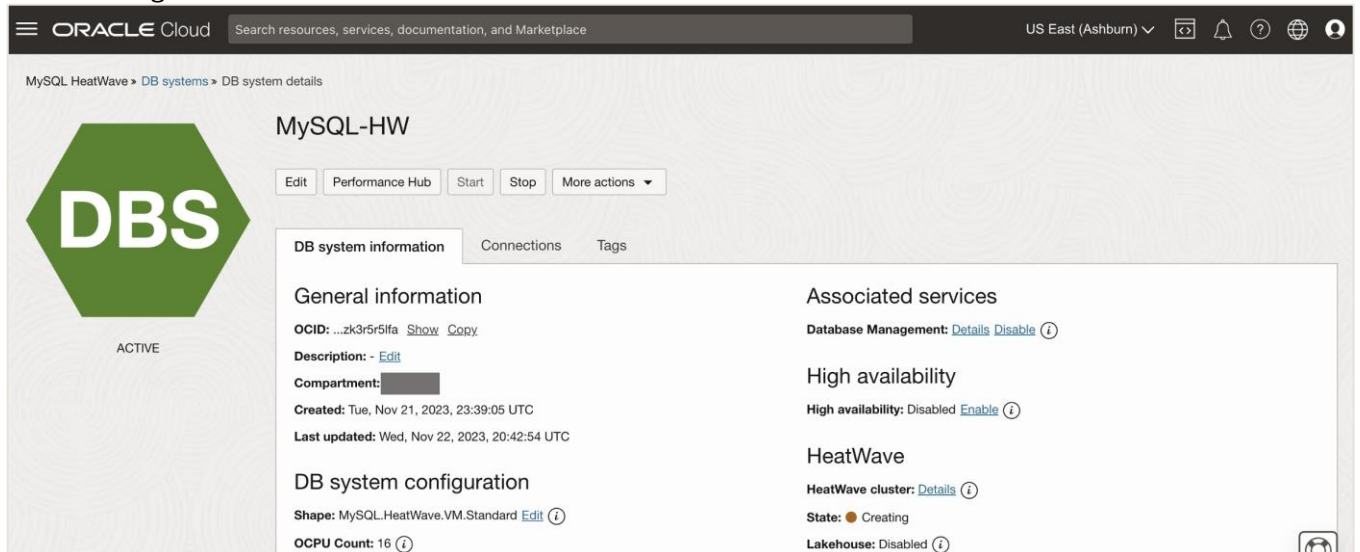 ORACLE Cloud
Search resources, services, documentation, and Marketplace
US East (Ashburn)
MySQL HeatWave » DB systems » DB system details
DBS
ACTIVE
MySQL-HW
Edit
Performance Hub
Start
Stop
More actions
DB system information
Connections
Tags
General information
OCID: ...zk3r5r5lfa Show Copy
Description: - Edit
Compartment:
Created: Tue, Nov 21, 2023, 23:39:05 UTC
Last updated: Wed, Nov 22, 2023, 20:42:54 UTC
DB system configuration
Shape: MySQL.HeatWave.VM.Standard Edit i
OCPU Count: 16 i
Associated services
Database Management: Details Disable i
High availability
High availability: Disabled Enable i
HeatWave
HeatWave cluster: Details i
State: Creating
Lakehouse: Disabled i